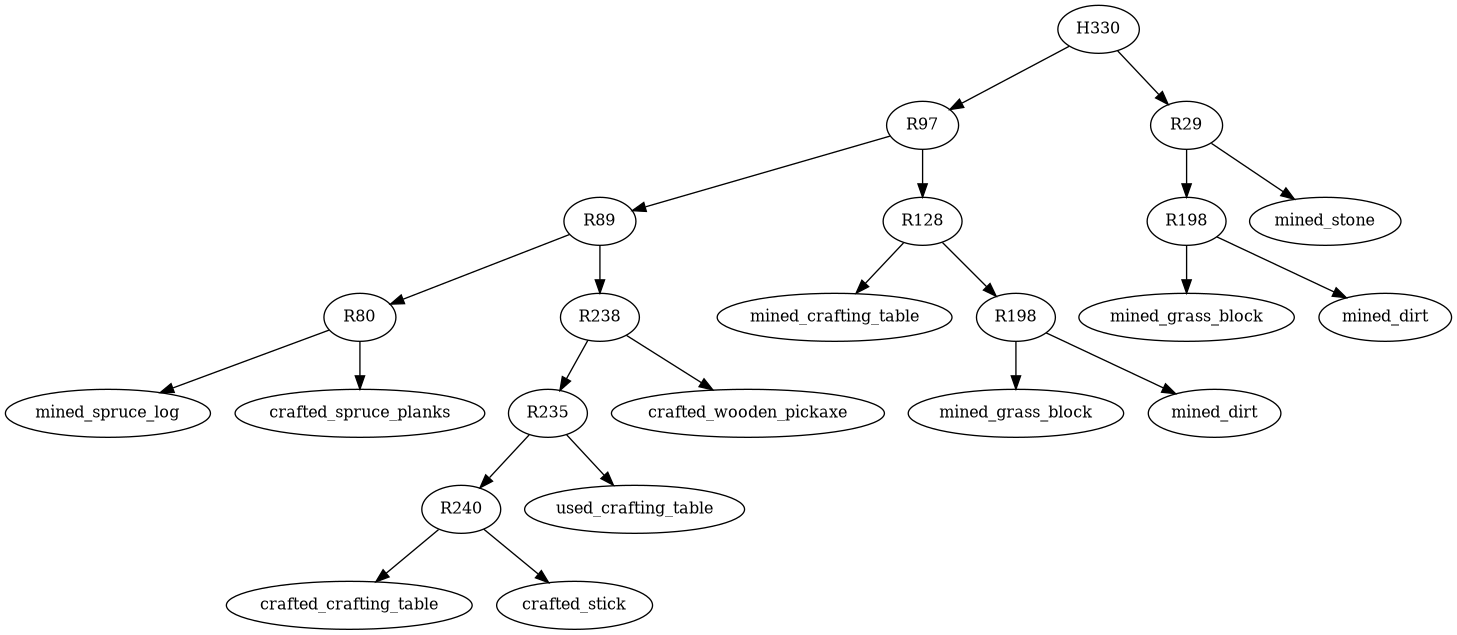 H330
R97
R29
R89
R128
R198
mined_stone
R80
R238
mined_crafting_table
R198
mined_grass_block
mined_dirt
mined_spruce_log
crafted_spruce_planks
R235
crafted_wooden_pickaxe
mined_grass_block
mined_dirt
R240
used_crafting_table
crafted_crafting_table
crafted_stick